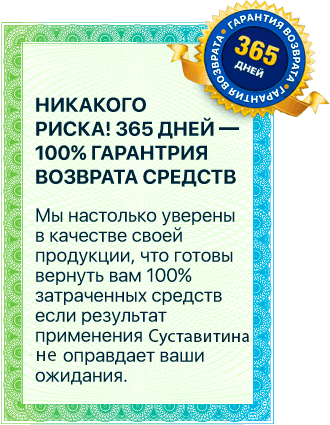 ГАРАНТИЯ ВОЗВРАТА
365
ДНЕЙ
ГАРАНТИЯ ВОЗВРАТА
НИКАКОГО
РИСКА! 365 ДНЕЙ —
100% ГАРАНТРИЯ
ВОЗВРАТА СРЕДСТВ
Мы настолько уверены
в качестве своей
продукции, что готовы
вернуть вам 100%
затраченных средств
если результат
применения Суставитина
не оправдает ваши
ожидания.